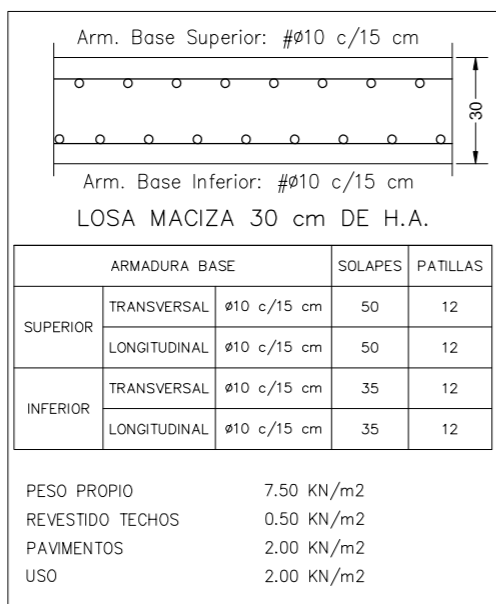 Arm. Base Superior: #ø10 c/15 cm
30
Arm. Base Inferior: #ø10 c/15 cm
LOSA MACIZA 30 cm DE H.A.
ARMADURA BASE SOLAPES PATILLAS
SUPERIOR TRANSVERSAL ø10 c/15 cm 50 12
LONGITUDINAL ø10 c/15 cm 50 12
INFERIOR TRANSVERSAL ø10 c/15 cm 35 12
LONGITUDINAL ø10 c/15 cm 35 12
PESO PROPIO 7.50 KN/m2
REVESTIDO TECHOS 0.50 KN/m2
PAVIMENTOS 2.00 KN/m2
USO 2.00 KN/m2